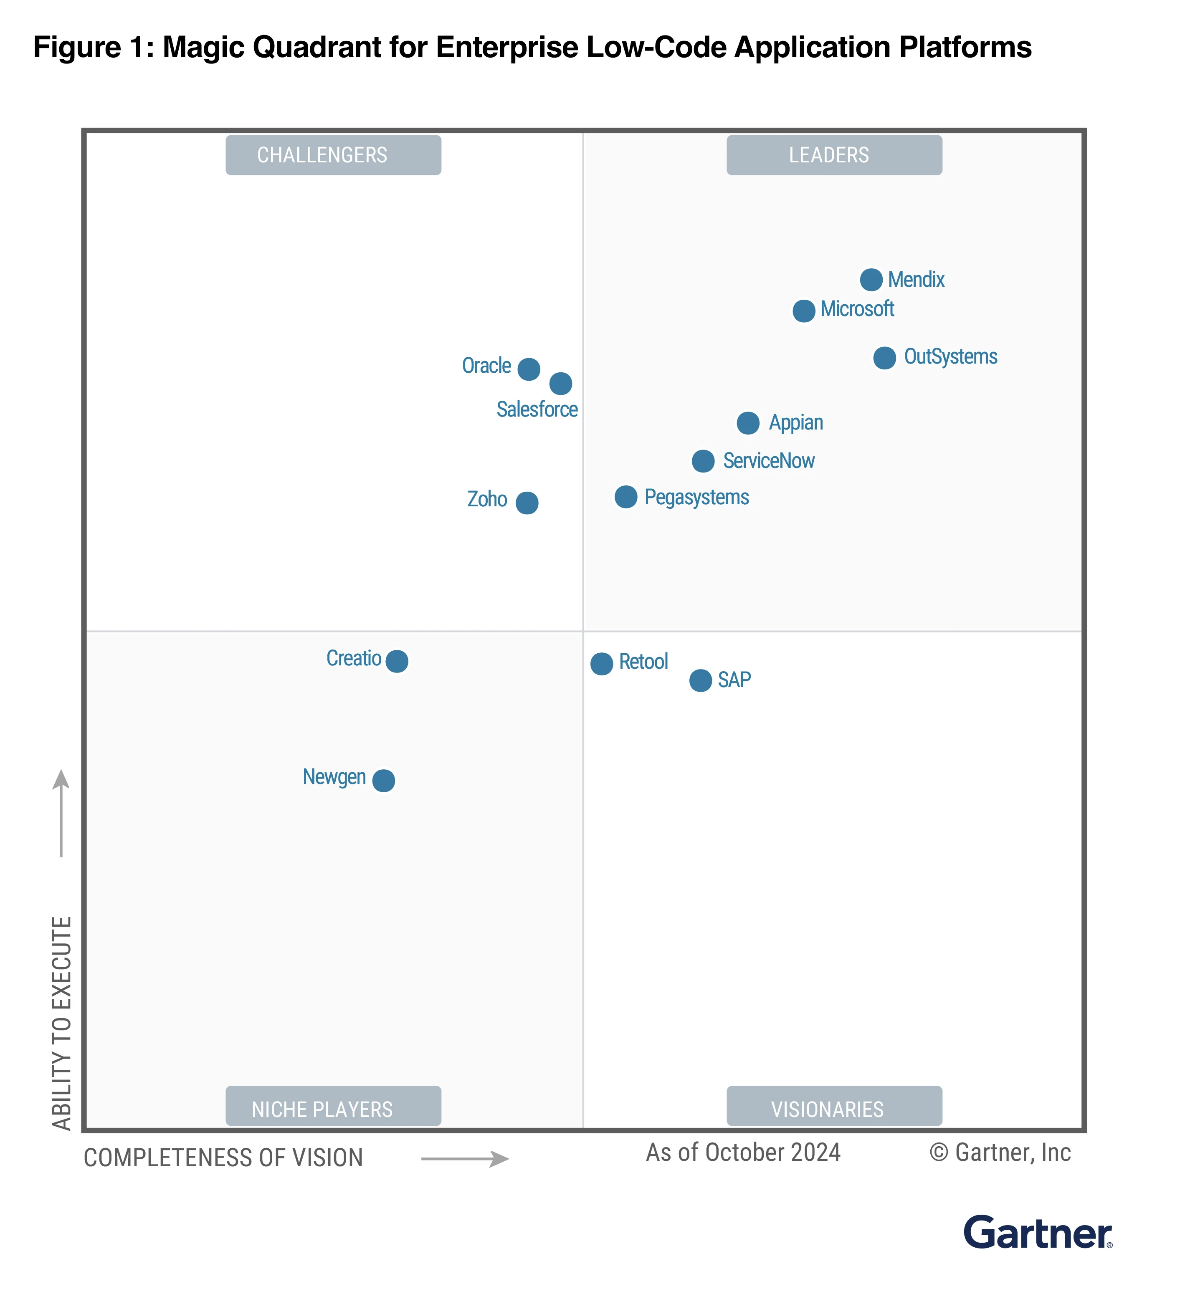 Figure 1: Magic Quadrant for Enterprise Low-Code Application Platforms
CHALLENGERS
LEADERS
Mendix
Microsoft
OutSystems
Oracle
Salesforce
Appian
ServiceNow
Zoho
Pegasystems
Creatio
Retool
SAP
Newgen
ABILITY TO EXECUTE
NICHE PLAYERS
VISIONARIES
COMPLETENESS OF VISION
As of October 2024
© Gartner, Inc
Gartner®